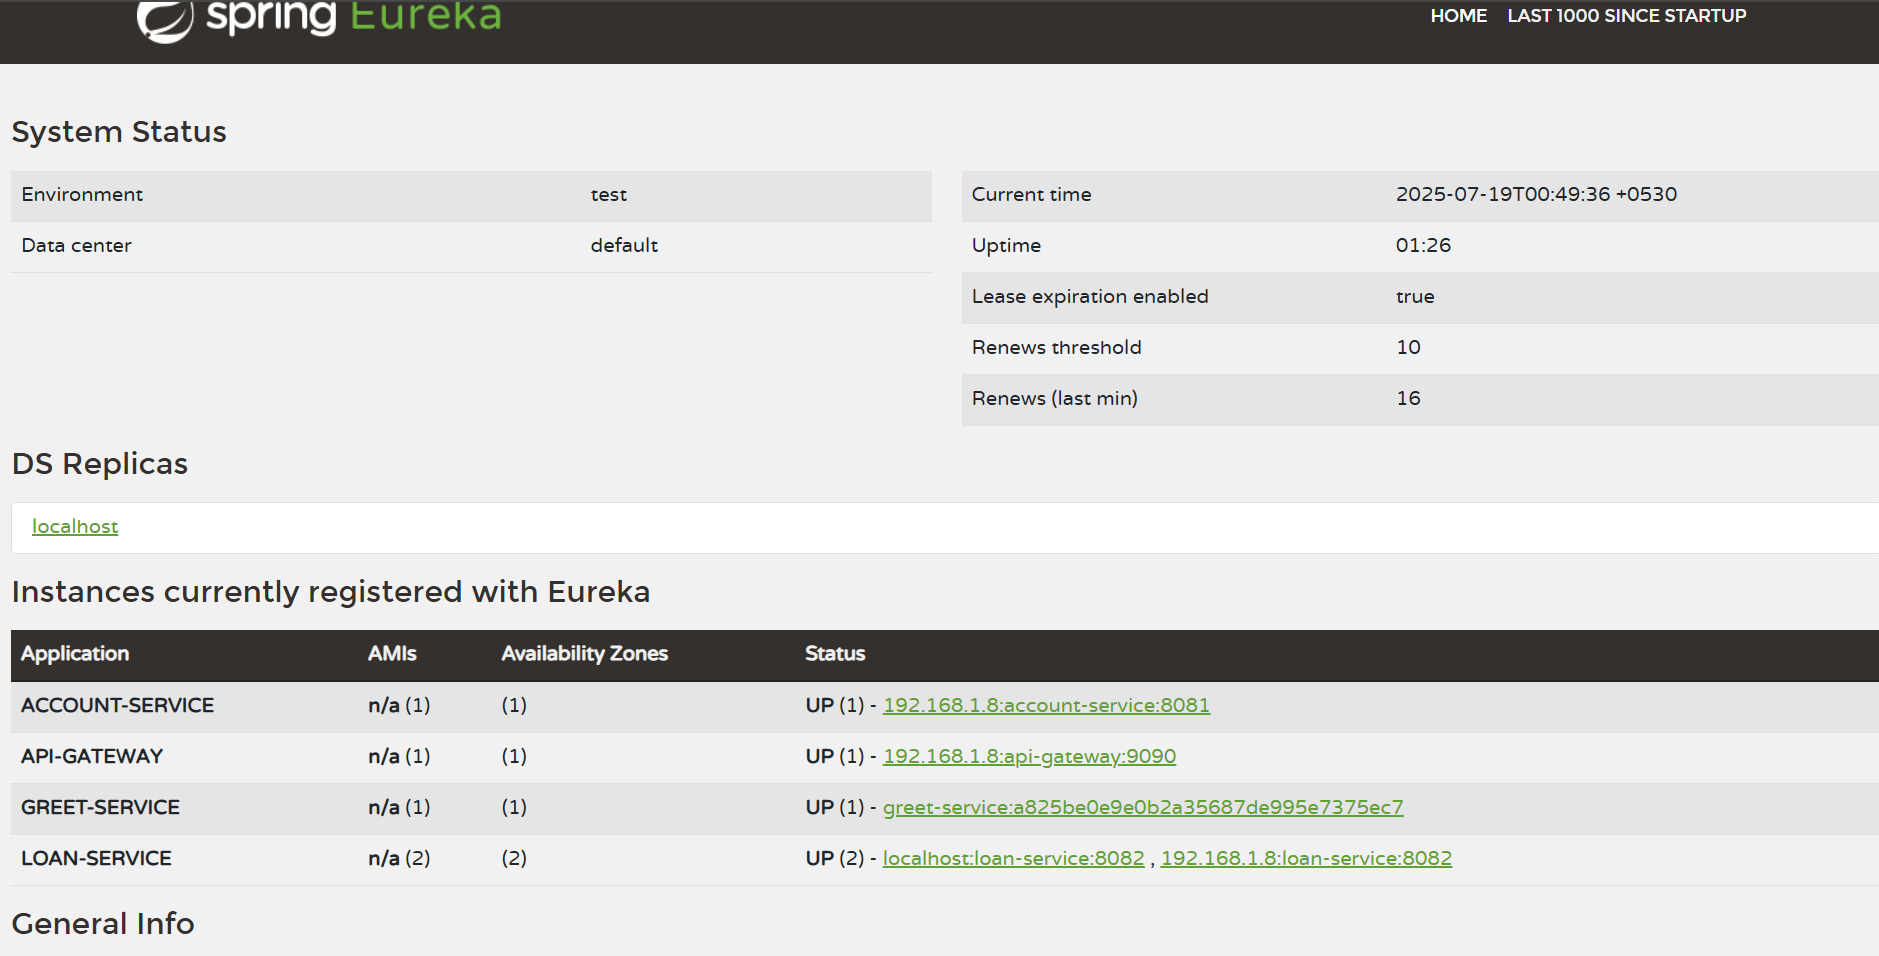 spring Eureka
HOME LAST 1000 SINCE STARTUP
System Status
Environment test
Data center default
Current time 2025-07-19T00:49:36 +0530
Uptime 01:26
Lease expiration enabled true
Renews threshold 10
Renews (last min) 16
DS Replicas
localhost
Instances currently registered with Eureka
Application AMIs Availability Zones Status
ACCOUNT-SERVICE n/a (1) (1) UP (1) - 192.168.1.8:account-service:8081
API-GATEWAY n/a (1) (1) UP (1) - 192.168.1.8:api-gateway:9090
GREET-SERVICE n/a (1) (1) UP (1) - greet-service:a825be0e9e0b2a35687de995e7375ec7
LOAN-SERVICE n/a (2) (2) UP (2) - localhost:loan-service:8082 , 192.168.1.8:loan-service:8082
General Info